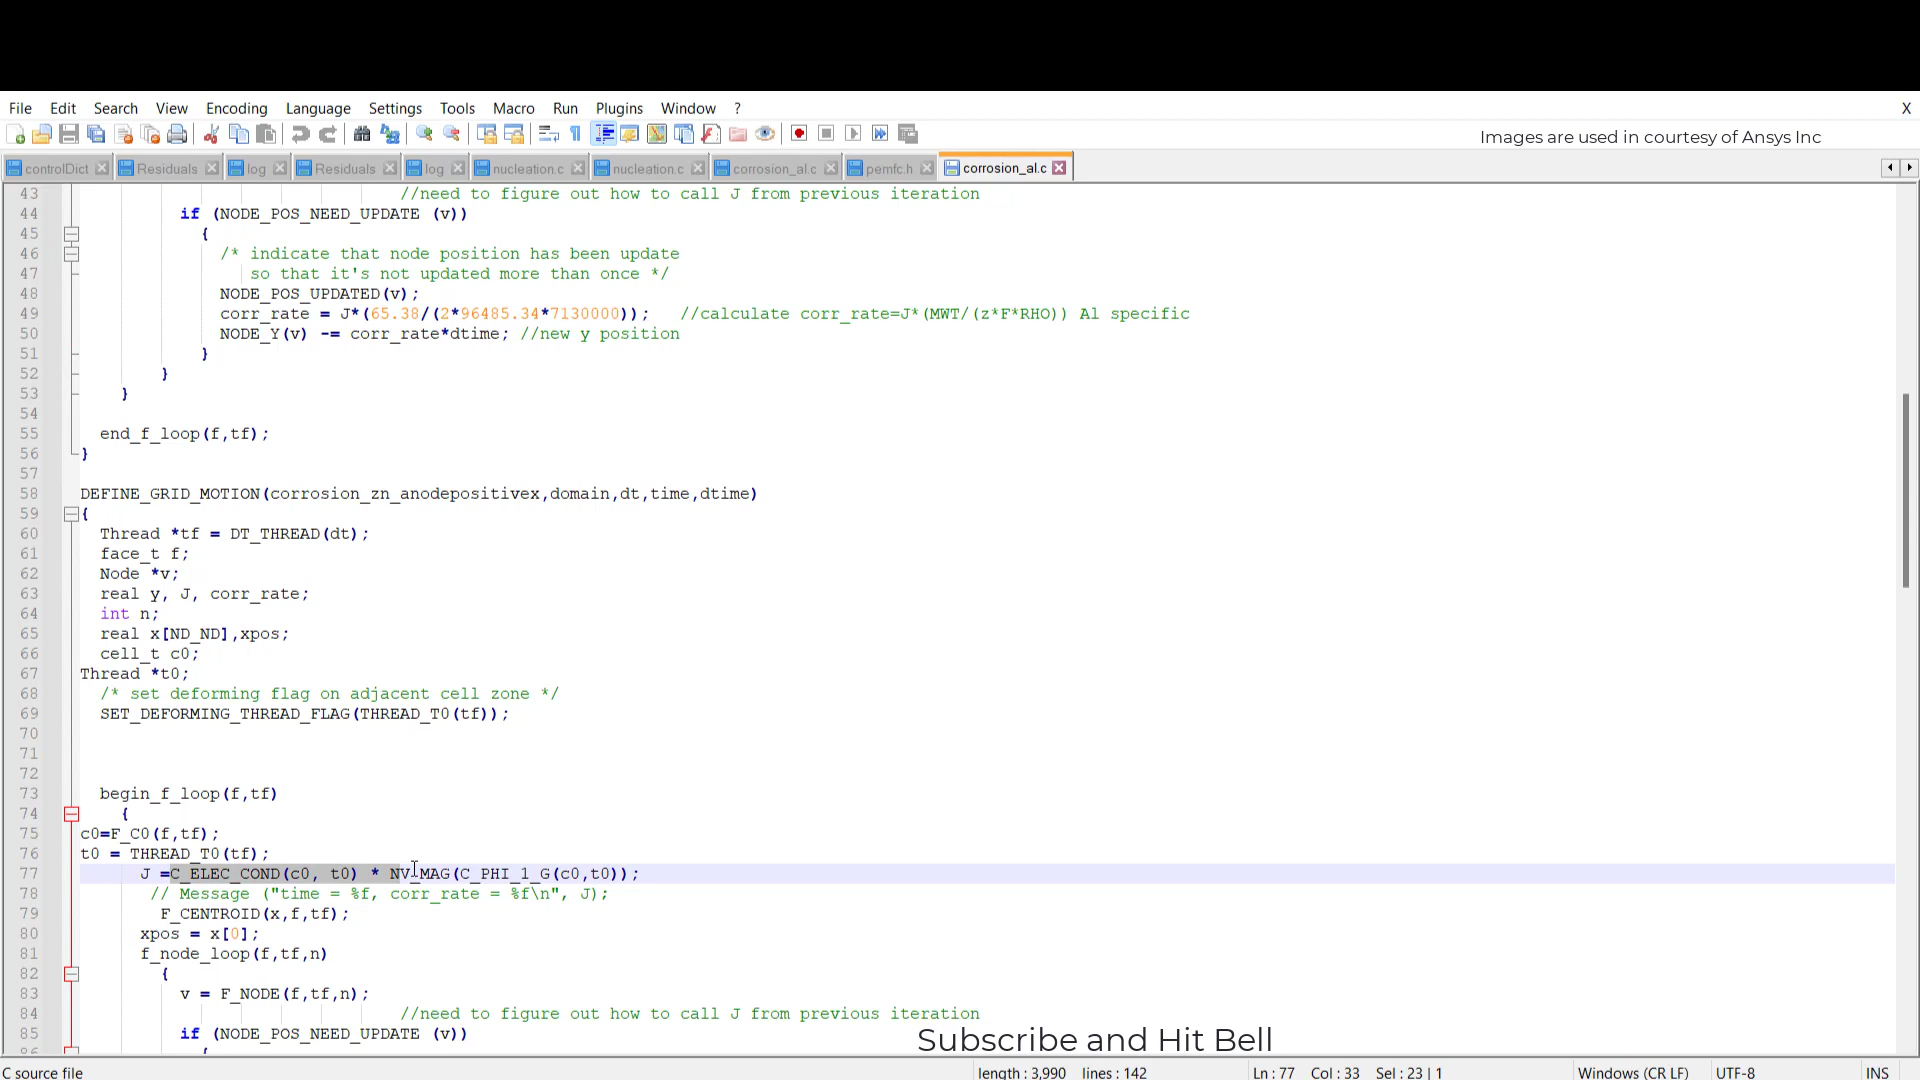 File Edit Search View Encoding Language Settings Tools Macro Run Plugins Window ? X
Images are used in courtesy of Ansys Inc
controlDict Residuals log Residuals log nucleation.c nucleation.c corrosion_al.c pemfc.h corrosion_al.c
43 //need to figure out how to call J from previous iteration
44 if (NODE_POS_NEED_UPDATE (v))
45 {
46 /* indicate that node position has been update
47 so that it's not updated more than once */
48 NODE_POS_UPDATED(v);
49 corr_rate = J*(65.38/(2*96485.34*7130000)); //calculate corr_rate=J*(MWT/(z*F*RHO)) Al specific
50 NODE_Y(v) -= corr_rate*dtime; //new y position
51 }
52 }
53 }
54
55 end_f_loop(f,tf);
56 }
57
58 DEFINE_GRID_MOTION(corrosion_zn_anodepositivex,domain,dt,time,dtime)
59 {
60 Thread *tf = DT_THREAD(dt);
61 face_t f;
62 Node *v;
63 real y, J, corr_rate;
64 int n;
65 real x[ND_ND],xpos;
66 cell_t c0;
67 Thread *t0;
68 /* set deforming flag on adjacent cell zone */
69 SET_DEFORMING_THREAD_FLAG(THREAD_T0(tf));
70
71
72
73 begin_f_loop(f,tf)
74 {
75 c0=F_C0(f,tf);
76 t0 = THREAD_T0(tf);
77 J =C_ELEC_COND(c0, t0) * NV_MAG(C_PHI_1_G(c0,t0));
78 // Message ("time = %f, corr_rate = %f\n", J);
79 F_CENTROID(x,f,tf);
80 xpos = x[0];
81 f_node_loop(f,tf,n)
82 {
83 v = F_NODE(f,tf,n);
84 //need to figure out how to call J from previous iteration
85 if (NODE_POS_NEED_UPDATE (v))
Subscribe and Hit Bell
C source file length : 3,990 lines : 142 Ln : 77 Col : 33 Sel : 23 | 1 Windows (CR LF) UTF-8 INS